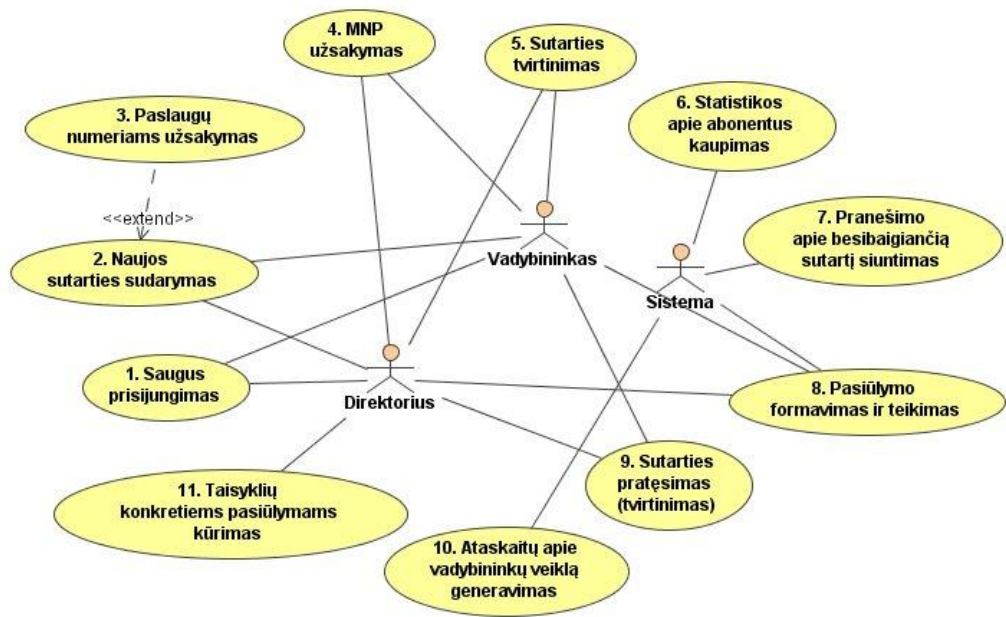 4. MNP
užsakymas
5. Sutarties
tvirtinimas
3. Paslaugų
numeriams užsakymas
6. Statistikos
apie abonentus
kaupimas
<<extend>>
7. Pranešimo
apie besibaigiančią
sutartį siuntimas
2. Naujos
sutarties sudarymas
Vadybininkas
Sistema
1. Saugus
prisijungimas
Direktorius
8. Pasiūlymo
formavimas ir teikimas
9. Sutarties
pratęsimas
(tvirtinimas)
11. Taisyklių
konkretiems pasiūlymams
kūrimas
10. Ataskaitų apie
vadybininkų veiklą
generavimas